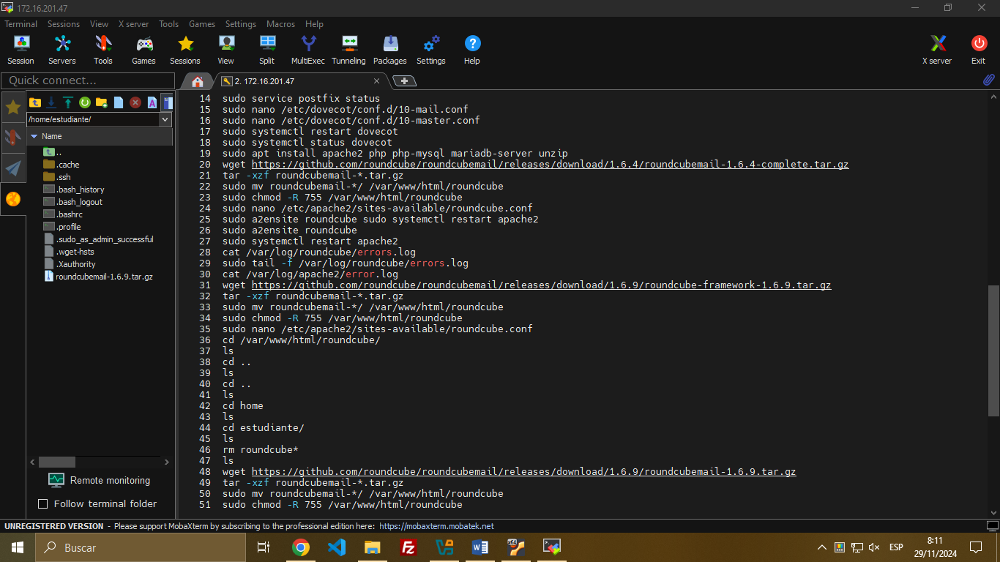 172.16.201.47
Terminal Sessions View X server Tools Games Settings Macros Help
Session Servers Tools Games Sessions View Split MultiExec Tunneling Packages Settings Help X server Exit
Quick connect...
2. 172.16.201.47
/home/estudiante/
Name
..
.cache
.ssh
.bash_history
.bash_logout
.bashrc
.profile
.sudo_as_admin_successful
.wget-hsts
.Xauthority
roundcubemail-1.6.9.tar.gz
Remote monitoring
Follow terminal folder
14 sudo service postfix status
15 sudo nano /etc/dovecot/conf.d/10-mail.conf
16 sudo nano /etc/dovecot/conf.d/10-master.conf
17 sudo systemctl restart dovecot
18 sudo systemctl status dovecot
19 sudo apt install apache2 php php-mysql mariadb-server unzip
20 wget https://github.com/roundcube/roundcubemail/releases/download/1.6.4/roundcubemail-1.6.4-complete.tar.gz
21 tar -xzf roundcubemail-*.tar.gz
22 sudo mv roundcubemail-*/ /var/www/html/roundcube
23 sudo chmod -R 755 /var/www/html/roundcube
24 sudo nano /etc/apache2/sites-available/roundcube.conf
25 sudo a2ensite roundcube sudo systemctl restart apache2
26 sudo a2ensite roundcube
27 sudo systemctl restart apache2
28 cat /var/log/roundcube/errors.log
29 sudo tail -f /var/log/roundcube/errors.log
30 cat /var/log/apache2/error.log
31 wget https://github.com/roundcube/roundcubemail/releases/download/1.6.9/roundcube-framework-1.6.9.tar.gz
32 tar -xzf roundcubemail-*.tar.gz
33 sudo mv roundcubemail-*/ /var/www/html/roundcube
34 sudo chmod -R 755 /var/www/html/roundcube
35 sudo nano /etc/apache2/sites-available/roundcube.conf
36 cd /var/www/html/roundcube/
37 ls
38 cd ..
39 ls
40 cd ..
41 ls
42 cd home
43 ls
44 cd estudiante/
45 ls
46 rm roundcube*
47 ls
48 wget https://github.com/roundcube/roundcubemail/releases/download/1.6.9/roundcubemail-1.6.9.tar.gz
49 tar -xzf roundcubemail-*.tar.gz
50 sudo mv roundcubemail-*/ /var/www/html/roundcube
51 sudo chmod -R 755 /var/www/html/roundcube
UNREGISTERED VERSION - Please support MobaXterm by subscribing to the professional edition here: https://mobaxterm.mobatek.net
Buscar
ESP
8:11
29/11/2024